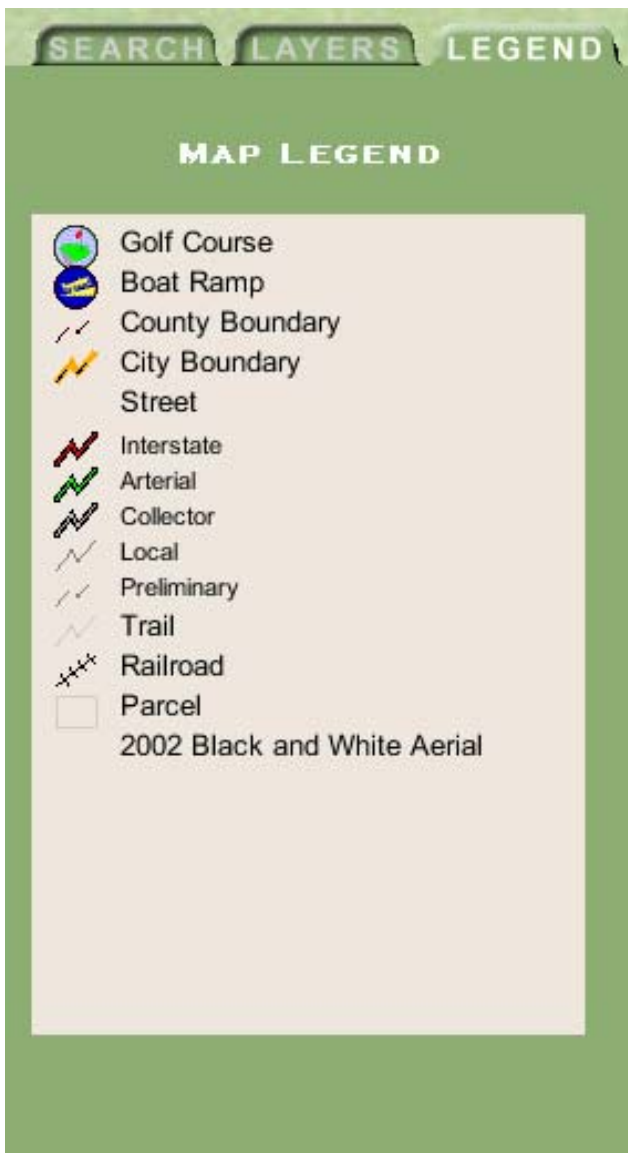 SEARCH LAYERS LEGEND
MAP LEGEND
Golf Course
Boat Ramp
County Boundary
City Boundary
Street
Interstate
Arterial
Collector
Local
Preliminary
Trail
Railroad
Parcel
2002 Black and White Aerial